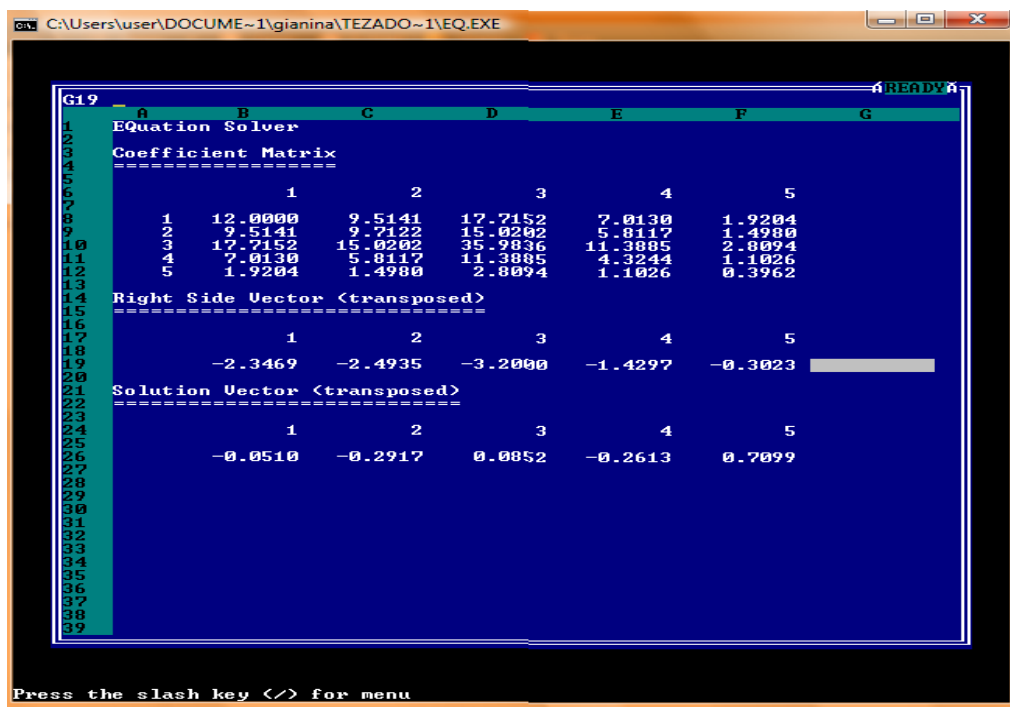 C:\Users\user\DOCUME~1\gianina\TEZADO~1\EQ.EXE
READY
G19
A B C D E F G
1 EQuation Solver
2
3 Coefficient Matrix
4 ==================
5
6 1 2 3 4 5
7
8 1 12.0000 9.5141 17.7152 7.0130 1.9204
9 2 9.5141 9.7122 15.0202 5.8117 1.4980
10 3 17.7152 15.0202 35.9836 11.3885 2.8094
11 4 7.0130 5.8117 11.3885 4.3244 1.1026
12 5 1.9204 1.4980 2.8094 1.1026 0.3962
13
14 Right Side Vector (transposed)
15 ==============================
16
17 1 2 3 4 5
18
19 -2.3469 -2.4935 -3.2000 -1.4297 -0.3023
20
21 Solution Vector (transposed)
22 ============================
23
24 1 2 3 4 5
25
26 -0.0510 -0.2917 0.0852 -0.2613 0.7099
27
28
29
30
31
32
33
34
35
36
37
38
39
Press the slash key (/) for menu